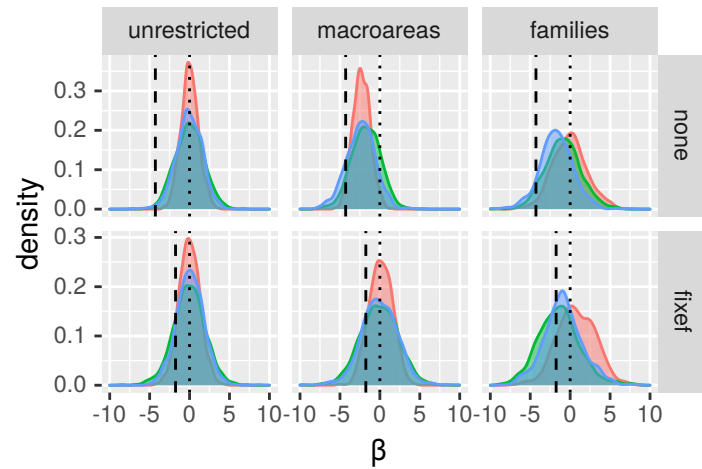 unrestricted macroareas families
0.3
0.2
0.1
0.0
none
density
0.3
0.2
0.1
0.0
fixef
-10 -5 0 5 10 -10 -5 0 5 10 -10 -5 0 5 10
β